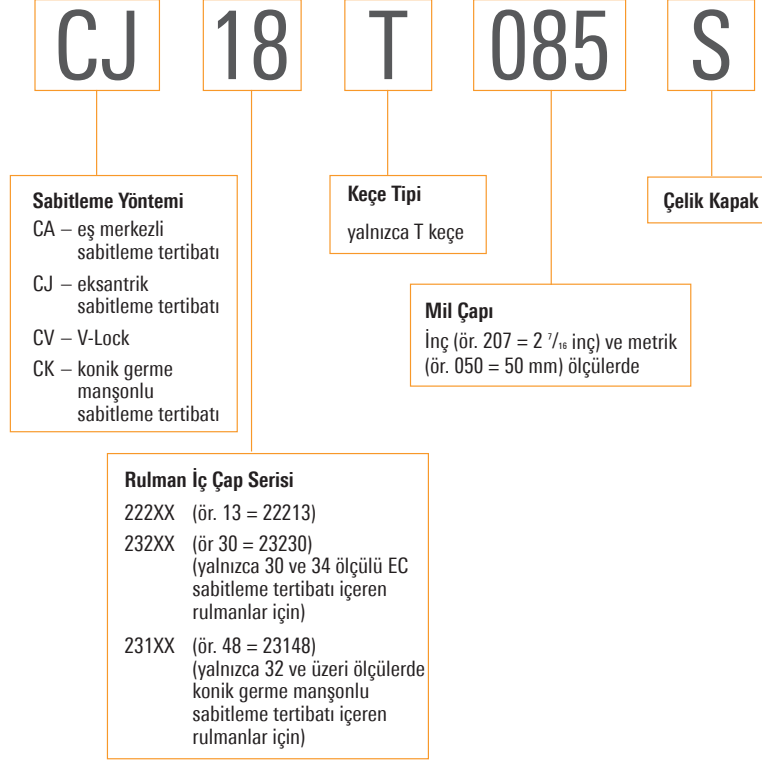 CJ 18 T 085 S
Sabitleme Yöntemi
CA – eş merkezli
sabitleme tertibatı
CJ – eksantrik
sabitleme tertibatı
CV – V-Lock
CK – konik germe
manşonlu
sabitleme tertibatı
Keçe Tipi
yalnızca T keçe
Çelik Kapak
Mil Çapı
İnç (ör. 207 = 2 7/16 inç) ve metrik
(ör. 050 = 50 mm) ölçülerde
Rulman İç Çap Serisi
222XX (ör. 13 = 22213)
232XX (ör 30 = 23230)
(yalnızca 30 ve 34 ölçülü EC
sabitleme tertibatı içeren
rulmanlar için)
231XX (ör. 48 = 23148)
(yalnızca 32 ve üzeri ölçülerde
konik germe manşonlu
sabitleme tertibatı içeren
rulmanlar için)